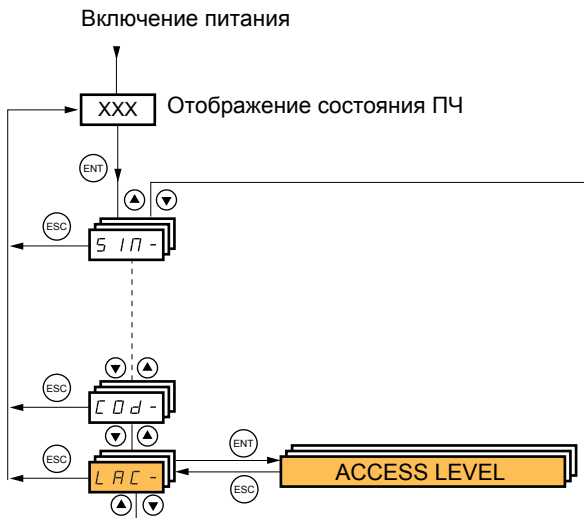 Включение питания
XXX Отображение состояния ПЧ
ENT
ESC
SIM-
ESC
COd-
ESC
ENT
LAC-
ACCESS LEVEL
ESC